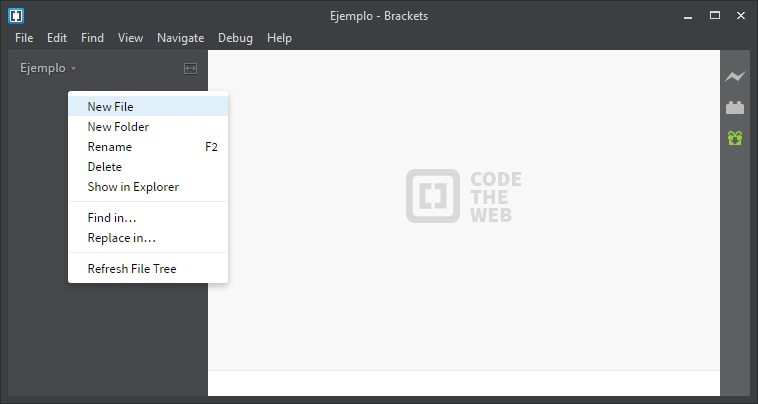 Ejemplo - Brackets
File Edit Find View Navigate Debug Help
Ejemplo
New File
New Folder
Rename F2
Delete
Show in Explorer
Find in…
Replace in…
Refresh File Tree
CODE
THE
WEB